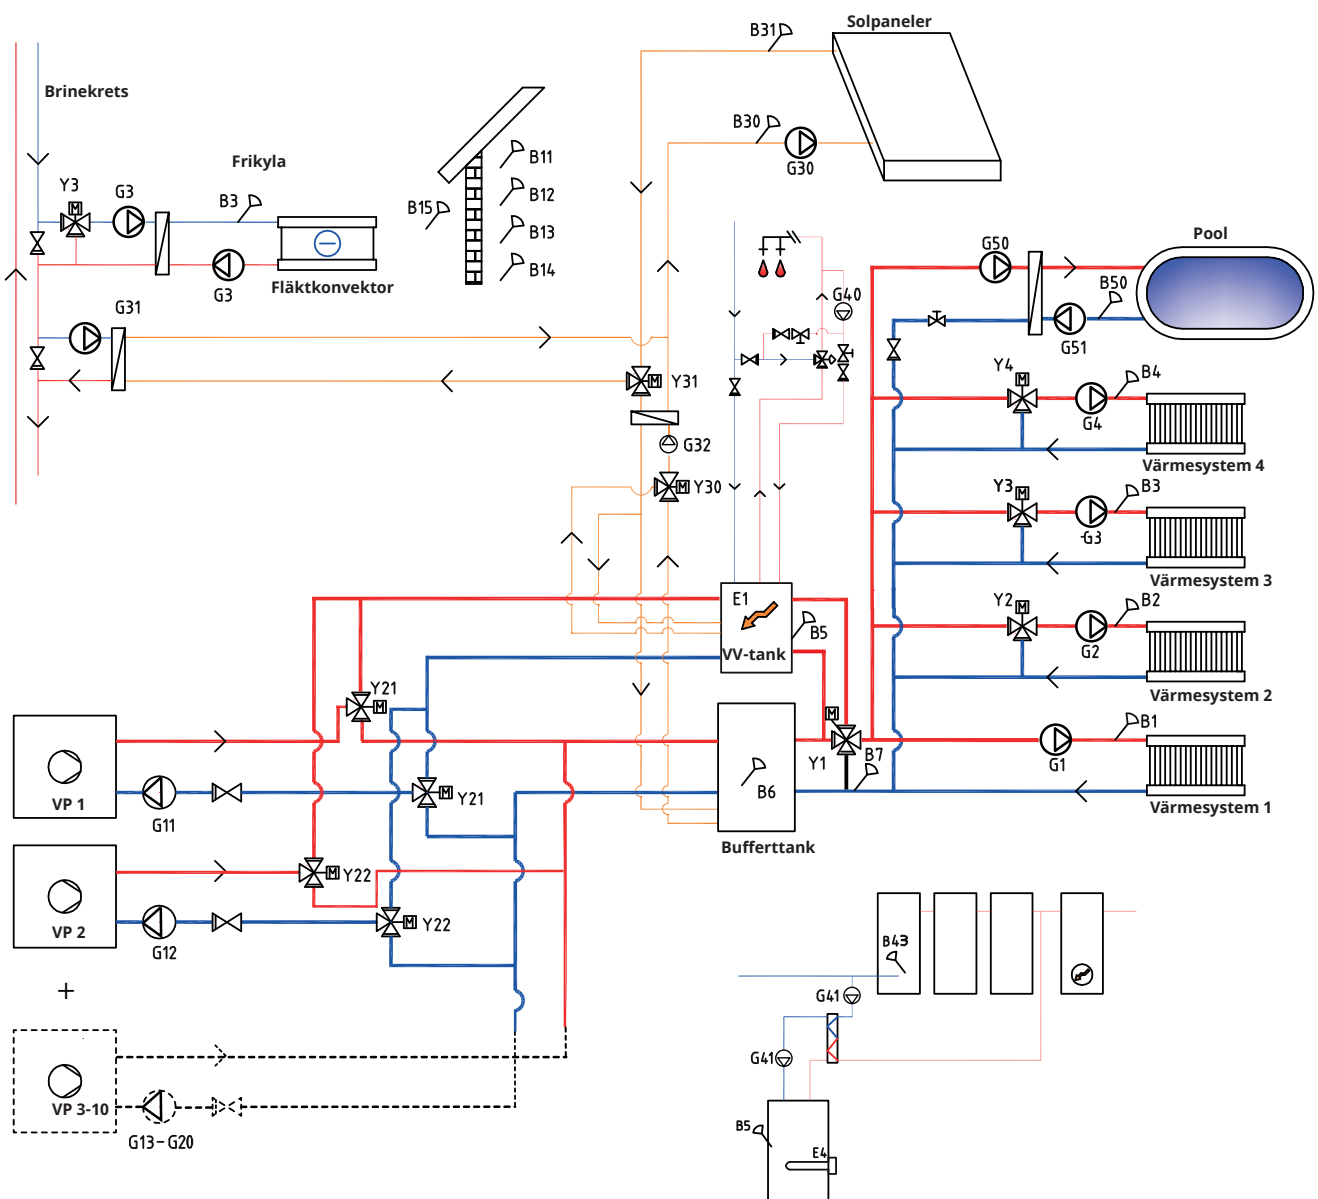 Solpaneler
B31
Brinekrets
B30
G30
Frikyla
Y3
M
G3
B3
B11
B12
B13
B14
B15
G3
Fläktkonvektor
G31
G40
G50
Pool
B50
G51
Y31
M
G32
Y30
M
Y4
M
B4
G4
Värmesystem 4
Y3
M
B3
G3
Värmesystem 3
Y2
M
B2
G2
Värmesystem 2
E1
B5
VV-tank
Y21
M
M
Y1
B7
B1
G1
Värmesystem 1
VP 1
G11
M
Y21
B6
Bufferttank
VP 2
G12
M
Y22
M
Y22
+
VP 3-10
G13-G20
B43
G41
G41
B5
E4